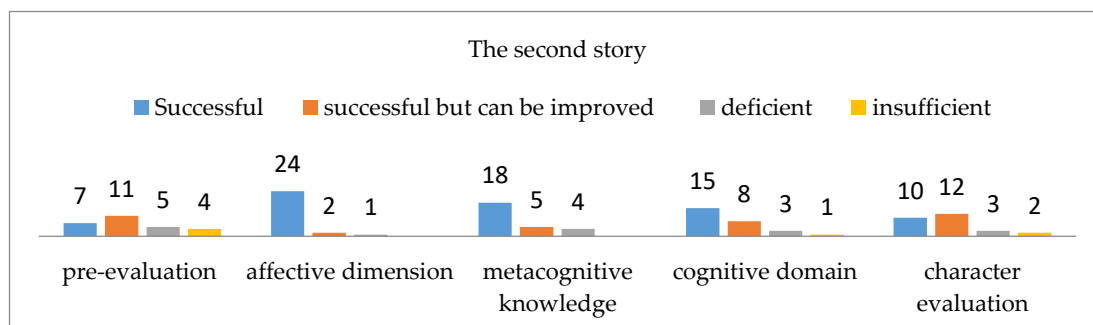 The second story
Successful successful but can be improved deficient insufficient
7 11 5 4 24 2 1 18 5 4 15 8 3 1 10 12 3 2
pre-evaluation affective dimension metacognitive knowledge cognitive domain character evaluation